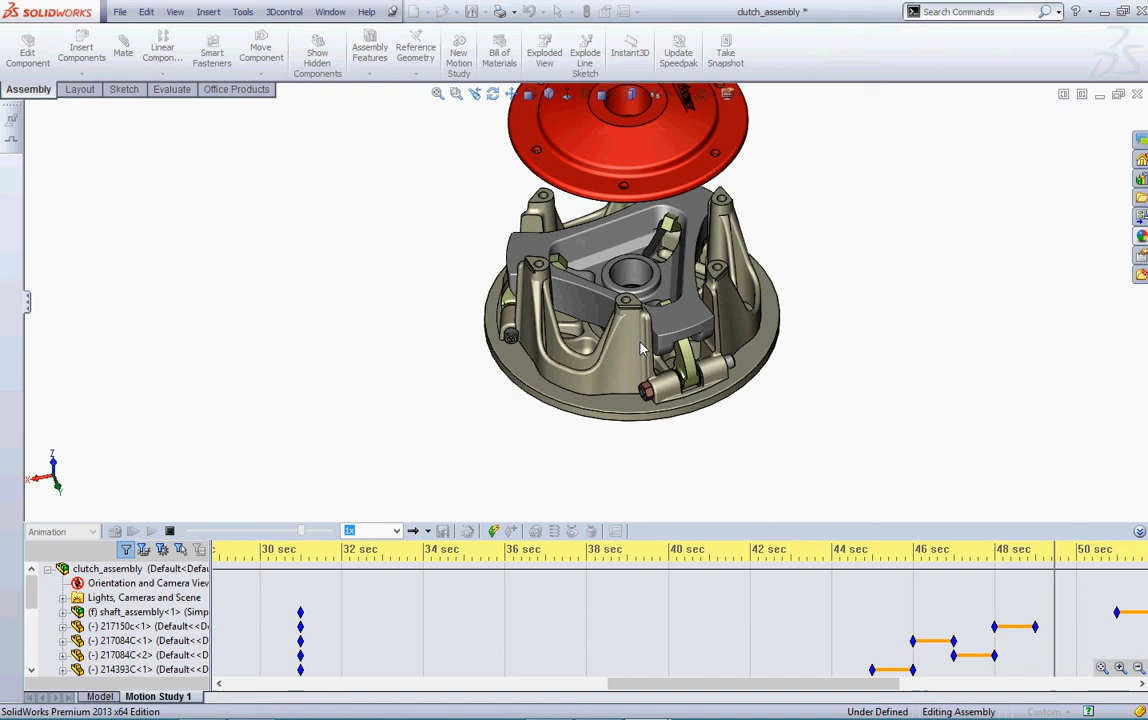 SOLIDWORKS File Edit View Insert Tools 3Dcontrol Window Help clutch_assembly * Search Commands
Edit Component
Insert Components
Mate
Linear Compon...
Smart Fasteners
Move Component
Show Hidden Components
Assembly Features
Reference Geometry
New Motion Study
Bill of Materials
Exploded View
Explode Line Sketch
Instant3D
Update Speedpak
Take Snapshot
Assembly Layout Sketch Evaluate Office Products
Z
X
Y
Animation 1x
30 sec 32 sec 34 sec 36 sec 38 sec 40 sec 42 sec 44 sec 46 sec 48 sec 50 sec
clutch_assembly (Default<Defau
Orientation and Camera View
Lights, Cameras and Scene
(f) shaft_assembly<1> (Simp
(-) 217150c<1> (Default<De
(-) 217084C<1> (Default<D
(-) 217084C<2> (Default<D
(-) 214393C<1> (Default<D
Model Motion Study 1
SolidWorks Premium 2013 x64 Edition Under Defined Editing Assembly Custom